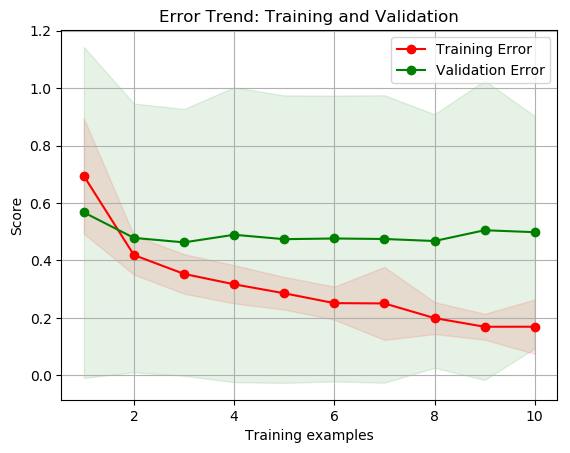 Error Trend: Training and Validation
Training Error
Validation Error
Score
1.2
1.0
0.8
0.6
0.4
0.2
0.0
2
4
6
8
10
Training examples